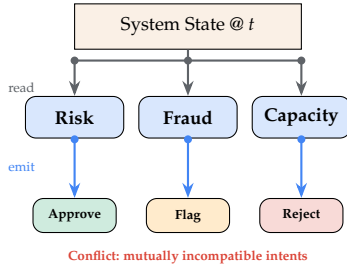 System State @ t
read
Risk
Fraud
Capacity
emit
Approve
Flag
Reject
Conflict: mutually incompatible intents